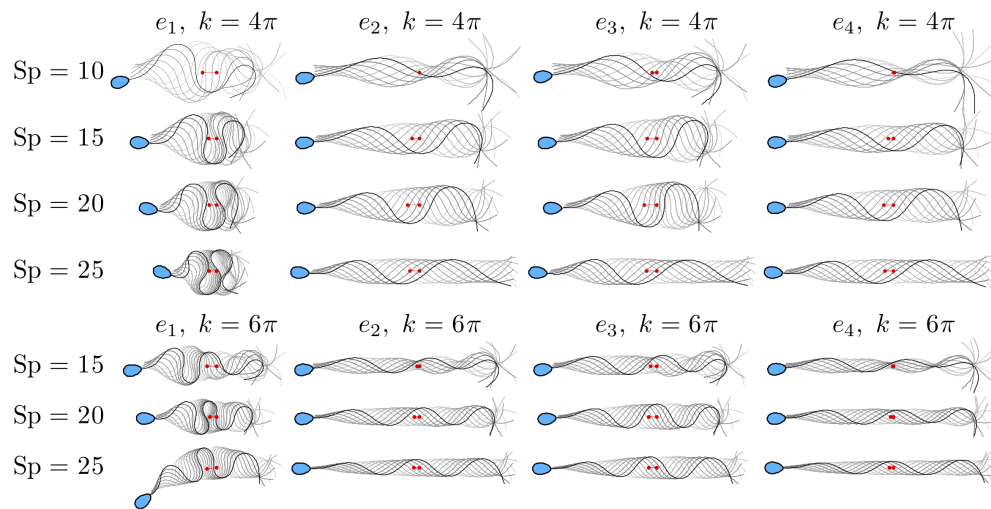 e₁, k = 4π e₂, k = 4π e₃, k = 4π e₄, k = 4π
Sp = 10
Sp = 15
Sp = 20
Sp = 25
e₁, k = 6π e₂, k = 6π e₃, k = 6π e₄, k = 6π
Sp = 15
Sp = 20
Sp = 25